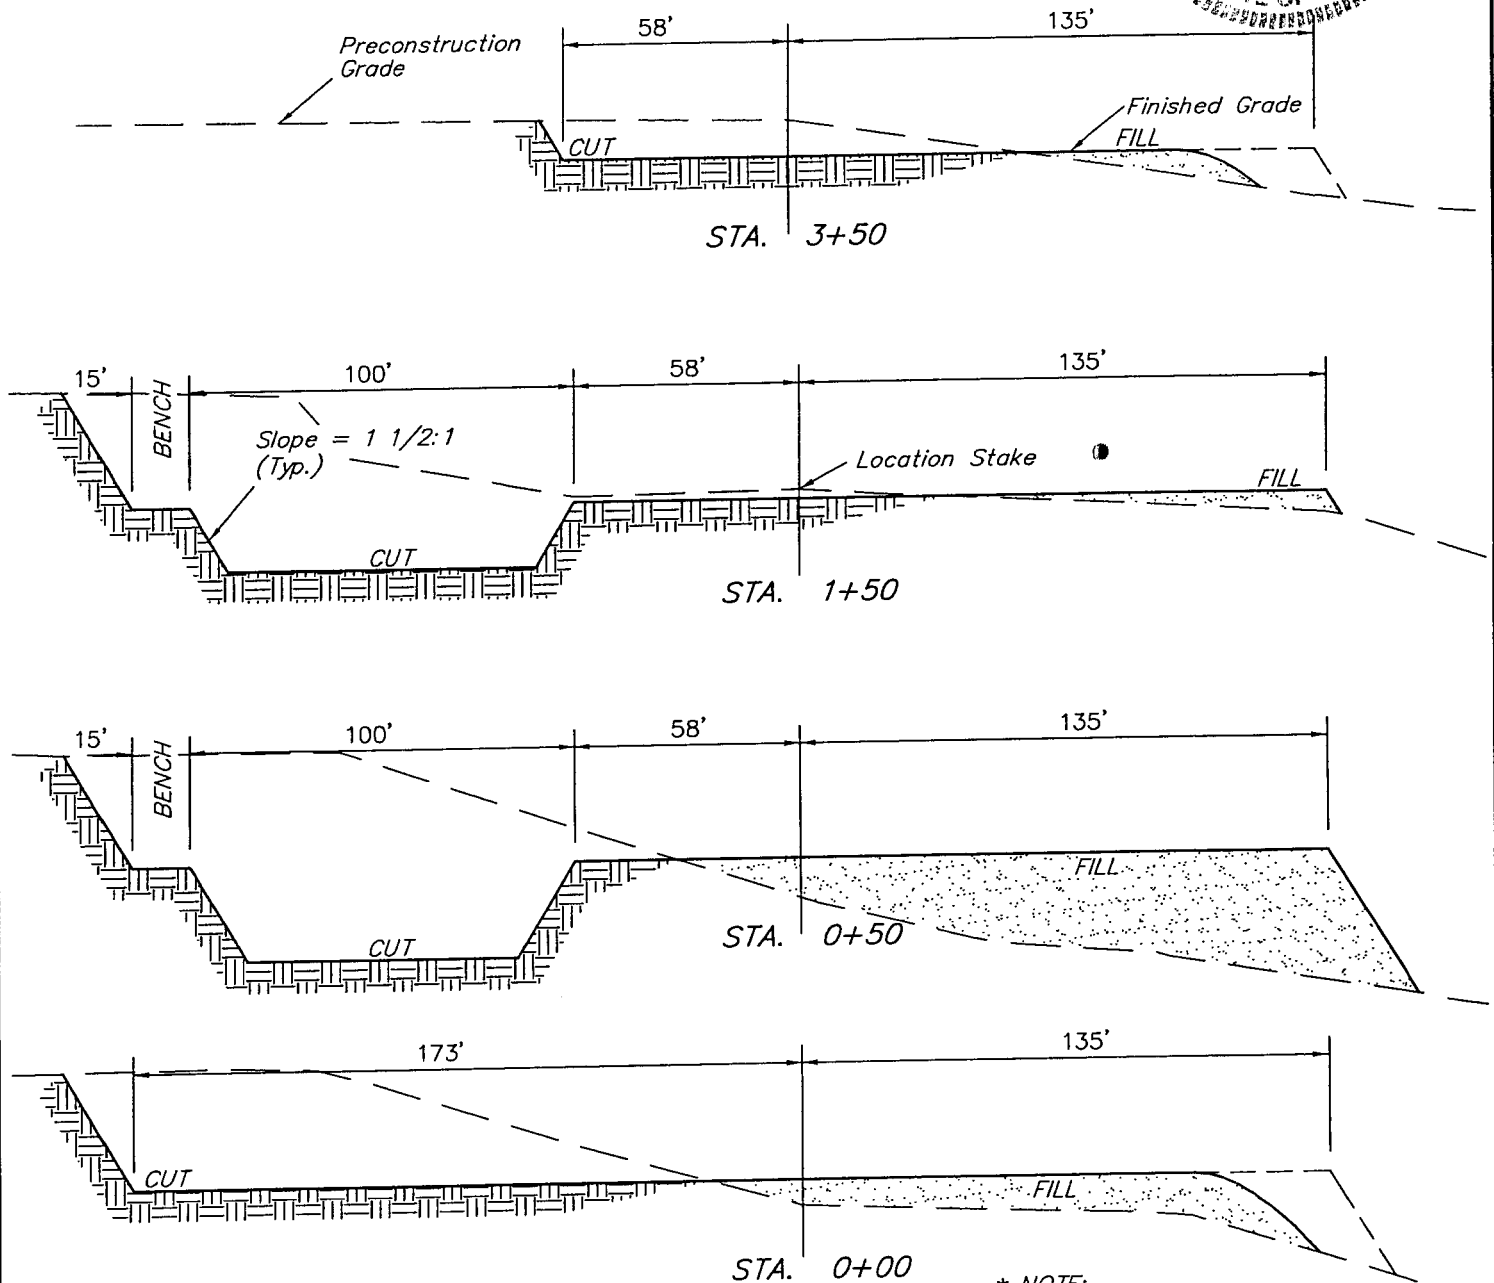 58'
135'
Preconstruction
Grade
Finished Grade
CUT
FILL
STA. 3+50
15'
BENCH
100'
58'
135'
Slope = 1 1/2:1
(Typ.)
Location Stake
FILL
CUT
STA. 1+50
15'
BENCH
100'
58'
135'
FILL
CUT
STA. 0+50
173'
135'
CUT
FILL
STA. 0+00
* NOTE: